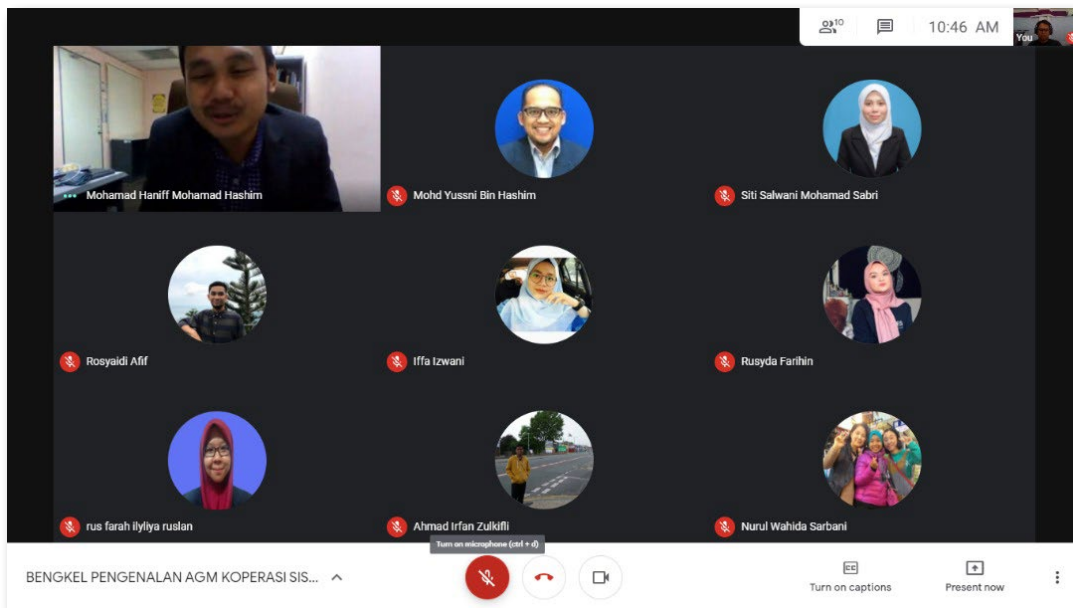 10
10:46 AM
You
Mohamad Haniff Mohamad Hashim
Mohd Yussni Bin Hashim
Siti Salwani Mohamad Sabri
Rosyaidi Afif
Iffa Izwani
Rusyda Farihin
rus farah ilyliya ruslan
Ahmad Irfan Zulkifli
Nurul Wahida Sarbani
Turn on microphone (ctrl + d)
BENGKEL PENGENALAN AGM KOPERASI SIS...
CC
Turn on captions
Present now